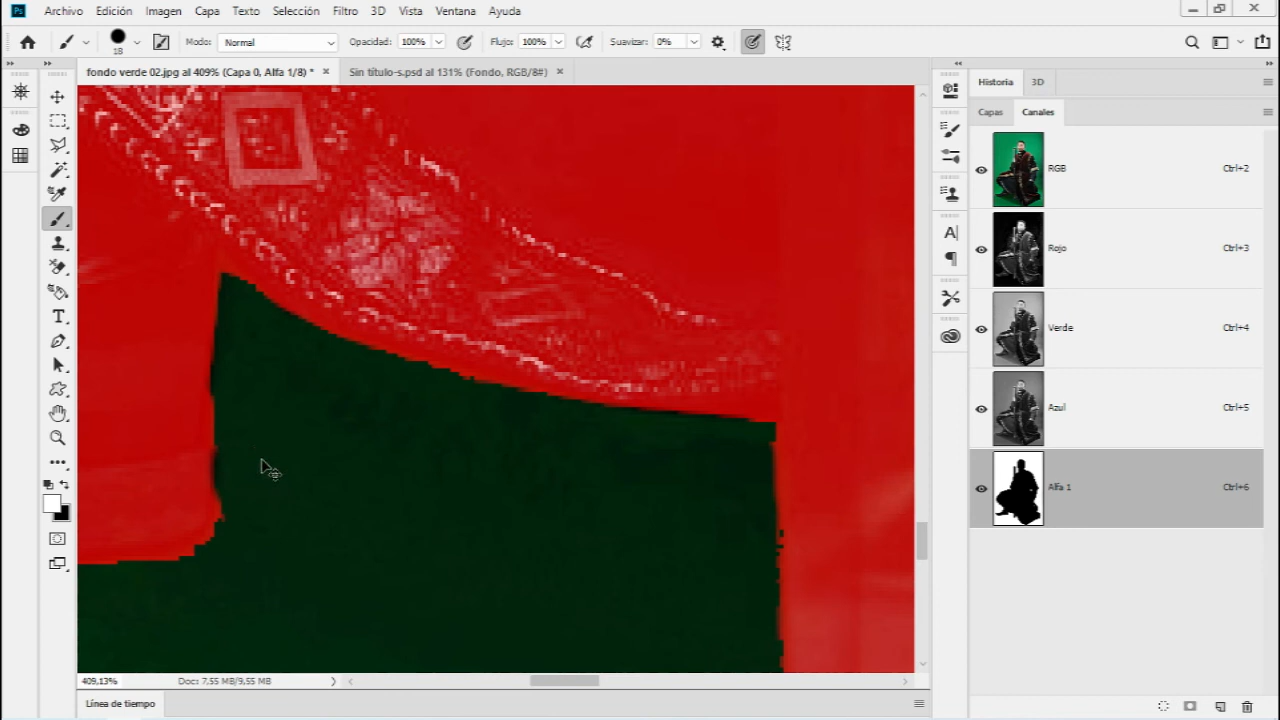 Ps Archivo Edición Imagen Capa Texto Selección Filtro 3D Vista Ventana Ayuda
18 Modo: Normal Opacidad: 100% Flujo: 100% Suavizar: 0%
fondo verde 02.jpg al 409% (Capa 0, Alfa 1/8) * × Sin título-s.psd al 131% (Fondo, RGB/8#) ×
Historia 3D
Capas Canales
RGB Ctrl+2
Rojo Ctrl+3
Verde Ctrl+4
Azul Ctrl+5
Alfa 1 Ctrl+6
409,13% Doc: 7,55 MB/9,55 MB
Línea de tiempo